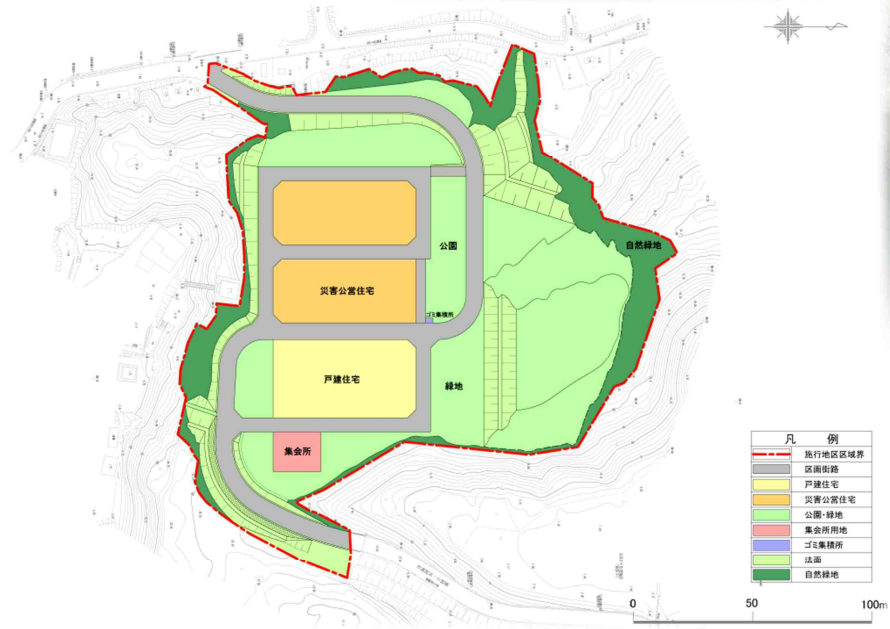 自然緑地
公園
災害公営住宅
ゴミ集積所
戸建住宅
緑地
集会所
凡 例
施行地区区域界
区画街路
戸建住宅
災害公営住宅
公園・緑地
集会所用地
ゴミ集積所
法面
自然緑地
0 50 100m